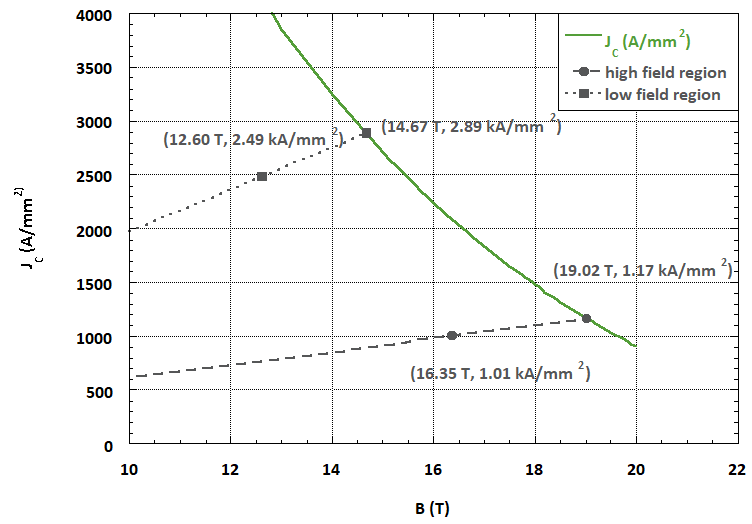 4000
3500
3000
2500
2000
1500
1000
500
0
J_C (A/mm^2)
J_C (A/mm^2)
high field region
low field region
(12.60 T, 2.49 kA/mm^2)
(14.67 T, 2.89 kA/mm^2)
(19.02 T, 1.17 kA/mm^2)
(16.35 T, 1.01 kA/mm^2)
10 12 14 16 18 20 22
B (T)